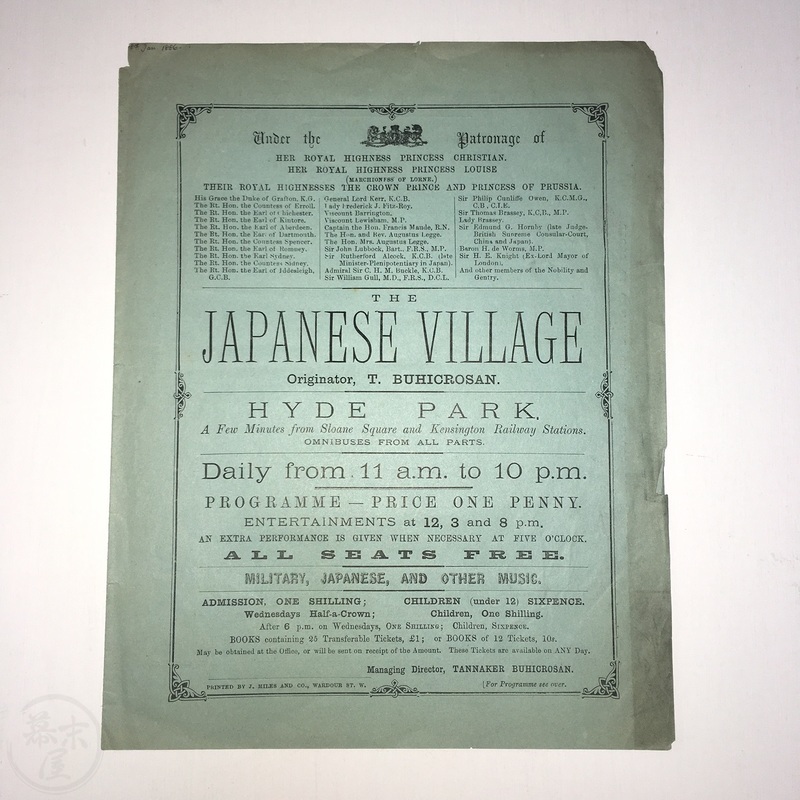 Jan 1886
Under the Patronage of
HER ROYAL HIGHNESS PRINCESS CHRISTIAN.
HER ROYAL HIGHNESS PRINCESS LOUISE
(MARCHIONESS OF LORNE.)
THEIR ROYAL HIGHNESSES THE CROWN PRINCE AND PRINCESS OF PRUSSIA.
His Grace the Duke of Grafton, K.G.
The Rt. Hon. the Countess of Erroll.
The Rt. Hon. the Earl of Chichester.
The Rt. Hon. the Earl of Kintore.
The Rt. Hon. the Earl of Aberdeen.
The Rt. Hon. the Earl of Dartmouth.
The Rt. Hon. the Countess Spencer.
The Rt. Hon. the Earl of Romney.
The Rt. Hon. the Earl Sydney.
The Rt. Hon. the Countess Sidney.
The Rt. Hon. the Earl of Iddesleigh,
G.C.B.
General Lord Kerr, K.C.B.
Lady Frederick J. Fitz-Roy.
Viscount Barrington.
Viscount Lewisham, M.P.
Captain the Hon. Francis Maude, R.N.
The Hon. and Rev. Augustus Legge.
The Hon. Mrs. Augustus Legge.
Sir John Lubbock, Bart., F.R.S., M.P.
Sir Rutherford Alcock, K.C.B. (late
Minister-Plenipotentiary in Japan).
Admiral Sir C. H. M. Buckle, K.C.B.
Sir William Gull, M.D., F.R.S., D.C.L.
Sir Philip Cunliffe Owen, K.C.M.G.,
C.B., C.I.E.
Sir Thomas Brassey, K.C.B., M.P.
Lady Brassey.
Sir Edmund G. Hornby (late Judge,
British Supreme Consular-Court,
China and Japan).
Baron H. de Worms, M.P.
Sir H. E. Knight (Ex-Lord Mayor of
London).
And other members of the Nobility and
Gentry.
THE
JAPANESE VILLAGE
Originator, T. BUHICROSAN.
HYDE PARK.
A Few Minutes from Sloane Square and Kensington Railway Stations.
OMNIBUSES FROM ALL PARTS.
Daily from 11 a.m. to 10 p.m.
PROGRAMME — PRICE ONE PENNY.
ENTERTAINMENTS at 12, 3 and 8 p.m.
AN EXTRA PERFORMANCE IS GIVEN WHEN NECESSARY AT FIVE O'CLOCK.
ALL SEATS FREE.
MILITARY, JAPANESE, AND OTHER MUSIC.
ADMISSION, ONE SHILLING; CHILDREN (under 12) SIXPENCE.
Wednesdays Half-a-Crown; Children, One Shilling.
After 6 p.m. on Wednesdays, ONE SHILLING; Children, SIXPENCE.
BOOKS containing 25 Transferable Tickets, £1; or BOOKS of 12 Tickets, 10s.
May be obtained at the Office, or will be sent on receipt of the Amount. These Tickets are available on ANY Day.
Managing Director, TANNAKER BUHICROSAN.
PRINTED BY J. MILES AND CO., WARDOUR ST. W.
[For Programme see over.
幕末屋